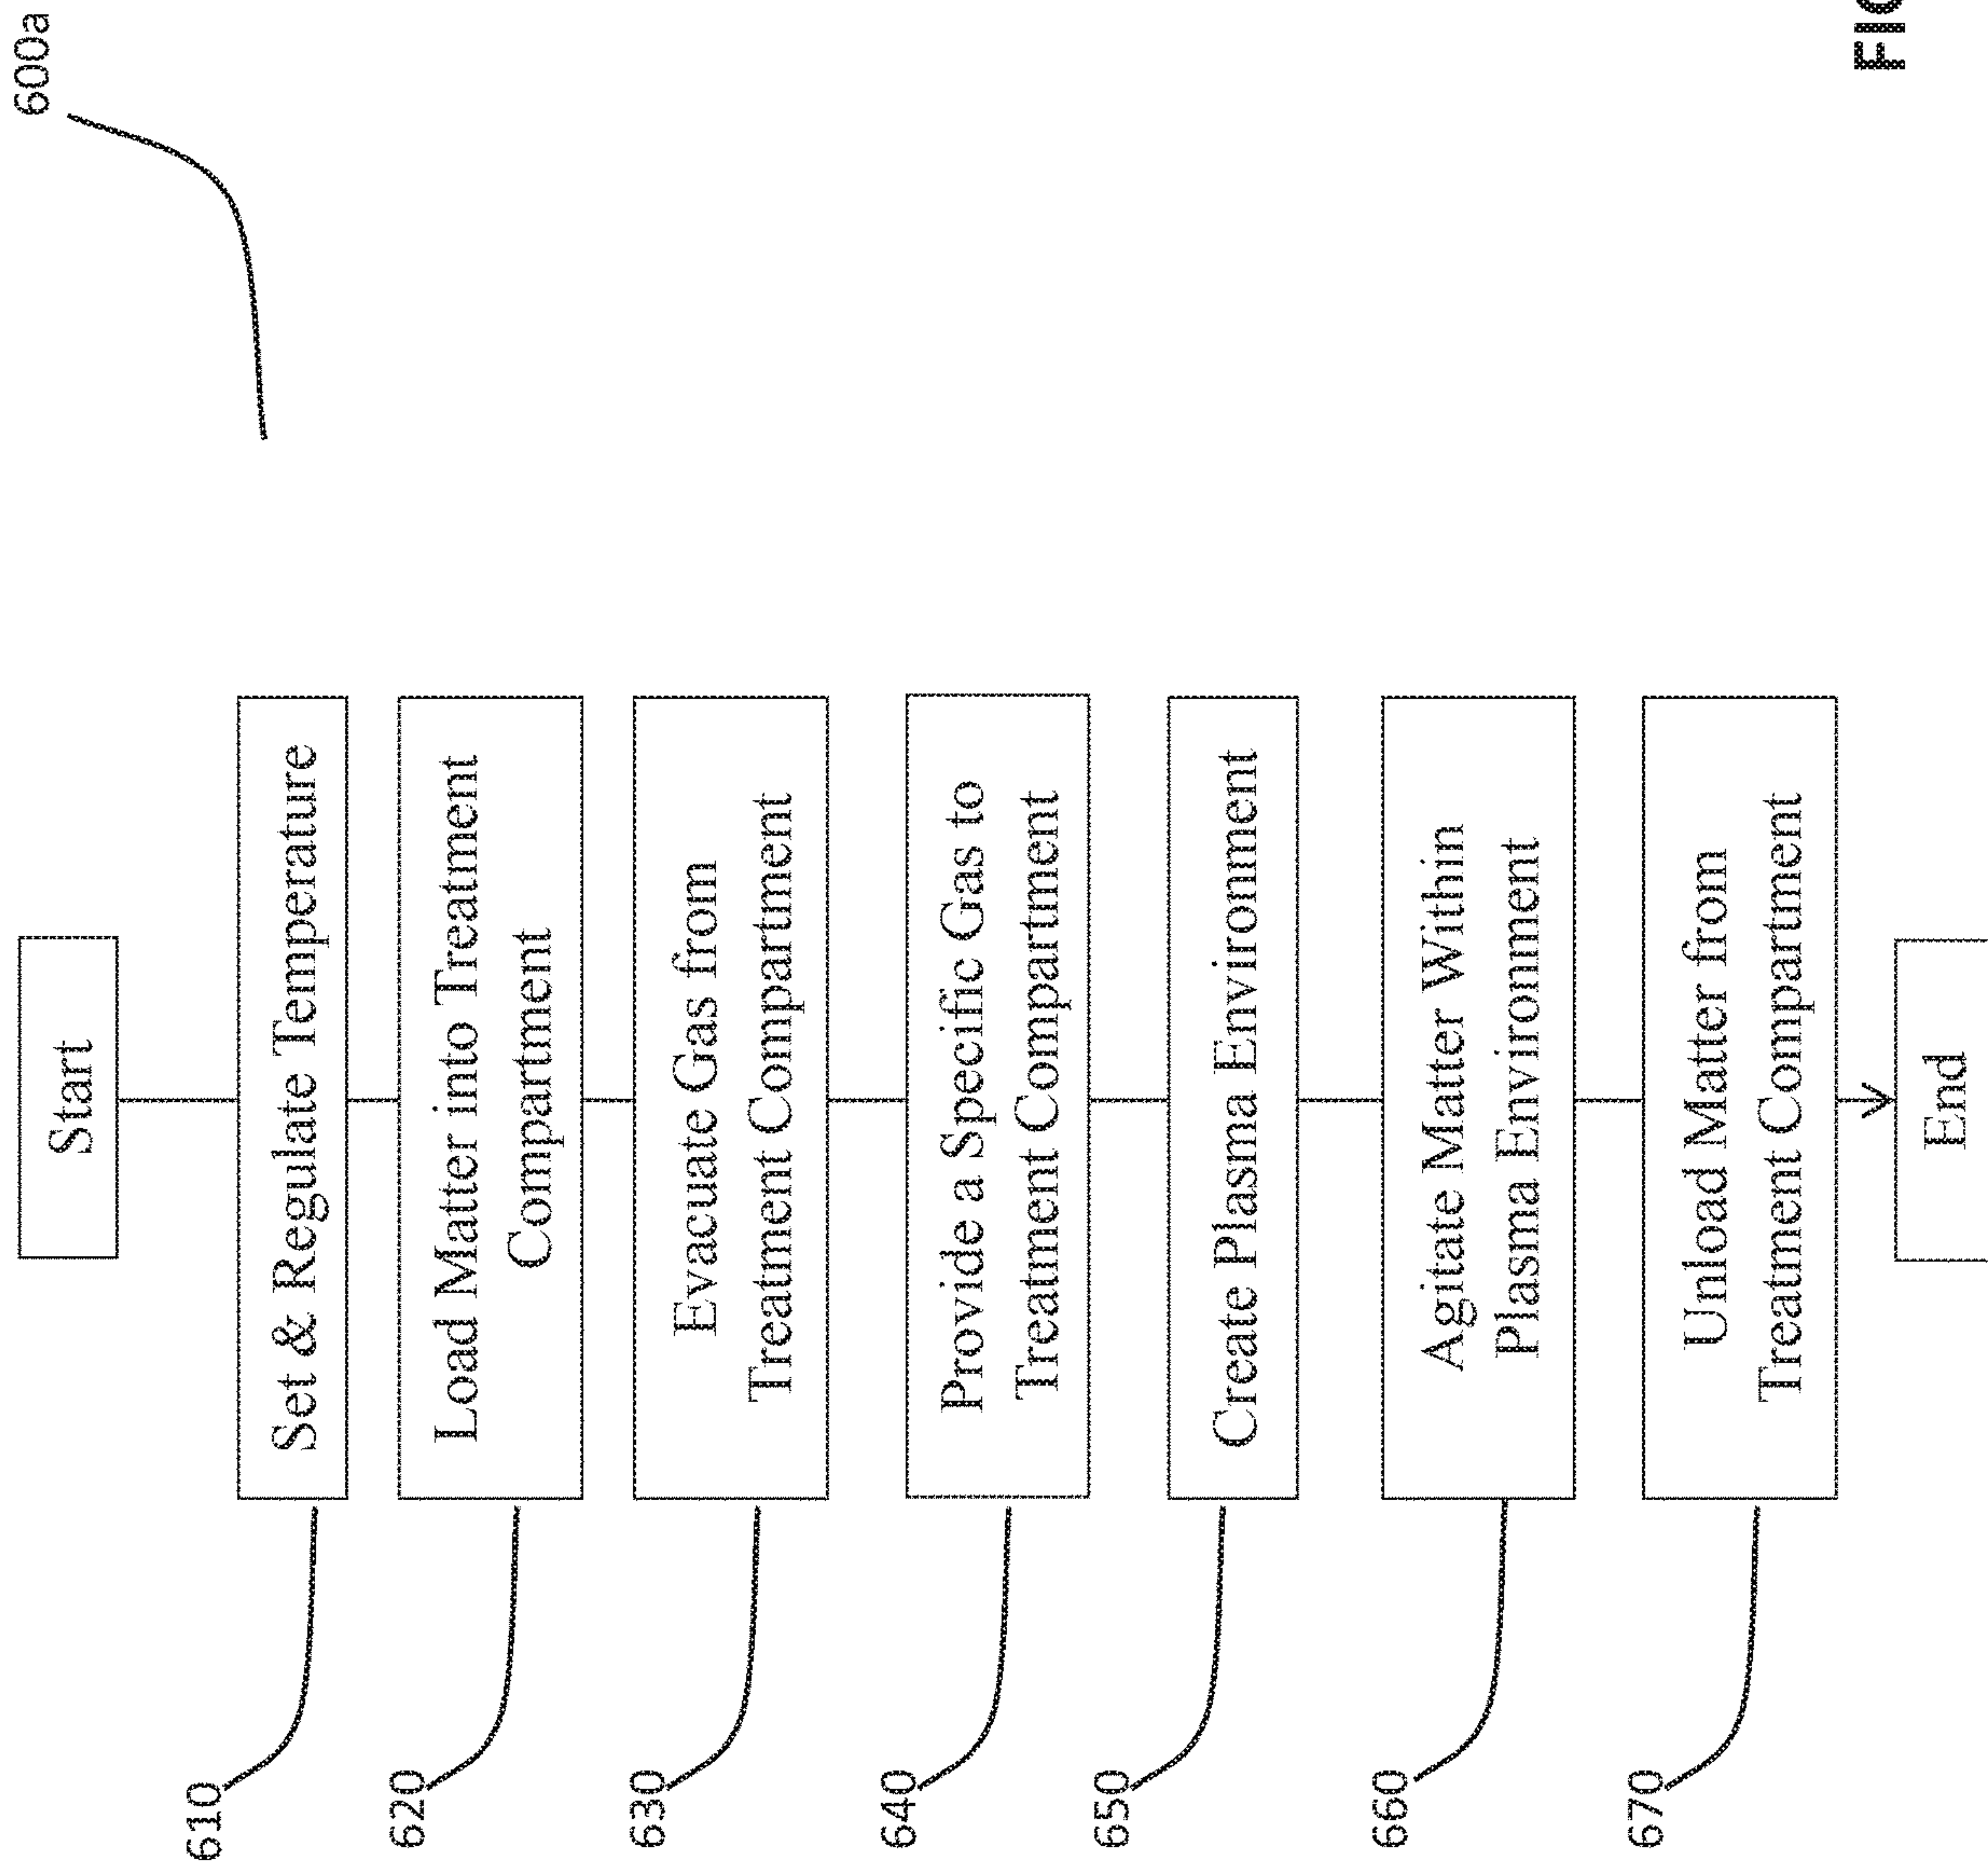 600a
Start
610
Set & Regulate Temperature
620
Load Matter into Treatment
Compartment
630
Evacuate Gas from
Treatment Compartment
640
Provide a Specific Gas to
Treatment Compartment
650
Create Plasma Environment
660
Agitate Matter Within
Plasma Environment
670
Unload Matter from
Treatment Compartment
End